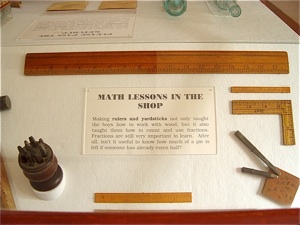 MATH LESSONS IN THE
SHOP
Making rulers and yardsticks not only taught
the boys how to work with wood, but it also
taught them how to count and use fractions.
Fractions are still very important to learn. After
all, isn't it useful to know how much of a pie is
left if someone has already eaten half?